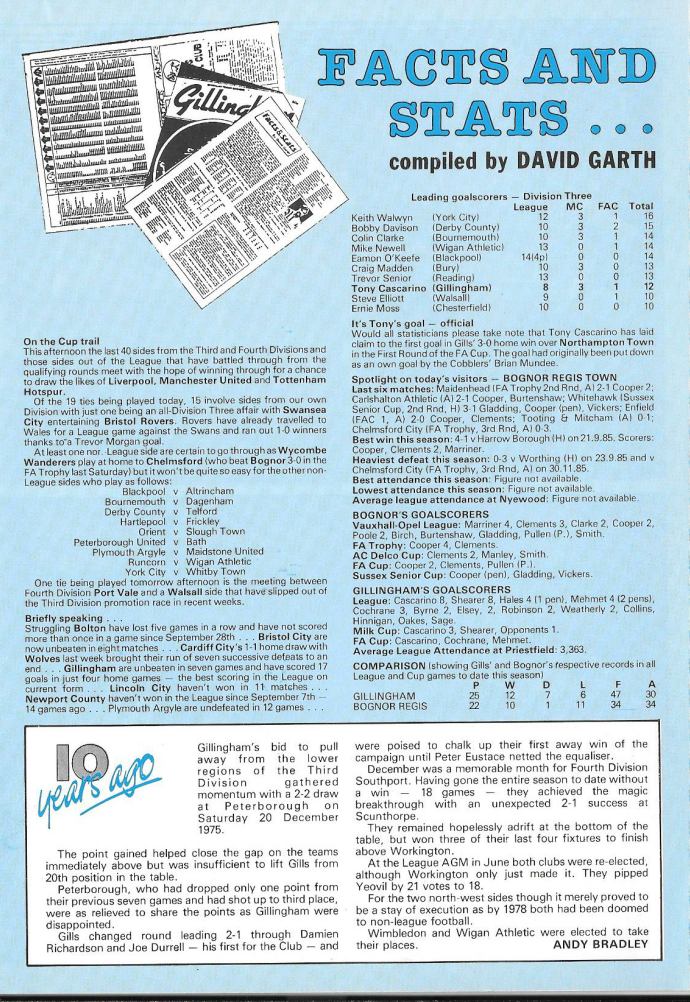 Gilling
Facts & Stats
FACTS AND
STATS ...
compiled by DAVID GARTH
On the Cup trail
This afternoon the last 40 sides from the Third and Fourth Divisions and
those sides out of the League that have battled through from the
qualifying rounds meet with the hope of winning through for a chance
to draw the likes of Liverpool, Manchester United and Tottenham
Hotspur.
Of the 19 ties being played today, 15 involve sides from our own
Division with just one being an all-Division Three affair with Swansea
City entertaining Bristol Rovers. Rovers have already travelled to
Wales for a League game against the Swans and ran out 1-0 winners
thanks to a Trevor Morgan goal.
At least one nor. League side are certain to go through as Wycombe
Wanderers play at home to Chelmsford (who beat Bognor 3-0 in the
FA Trophy last Saturday) but it won't be quite so easy for the other non-
League sides who play as follows:
Blackpool v Altrincham
Bournemouth v Dagenham
Derby County v Telford
Hartlepool v Frickley
Orient v Slough Town
Peterborough United v Bath
Plymouth Argyle v Maidstone United
Runcorn v Wigan Athletic
York City v Whitby Town
One tie being played tomorrow afternoon is the meeting between
Fourth Division Port Vale and a Walsall side that have slipped out of
the Third Division promotion race in recent weeks.
Briefly speaking . . .
Struggling Bolton have lost five games in a row and have not scored
more than once in a game since September 28th . . . Bristol City are
now unbeaten in eight matches . . . Cardiff City's 1-1 home draw with
Wolves last week brought their run of seven successive defeats to an
end . . . Gillingham are unbeaten in seven games and have scored 17
goals in just four home games — the best scoring in the League on
current form . . . Lincoln City haven't won in 11 matches . . .
Newport County haven't won in the League since September 7th —
14 games ago . . . Plymouth Argyle are undefeated in 12 games . . .
Leading goalscorers — Division Three
League MC FAC Total
Keith Walwyn (York City) 12 3 1 16
Bobby Davison (Derby County) 10 3 2 15
Colin Clarke (Bournemouth) 10 3 1 14
Mike Newell (Wigan Athletic) 13 0 1 14
Eamon O'Keefe (Blackpool) 14(4p) 0 0 14
Craig Madden (Bury) 10 3 0 13
Trevor Senior (Reading) 13 0 0 13
Tony Cascarino (Gillingham) 8 3 1 12
Steve Elliott (Walsall) 9 0 1 10
Ernie Moss (Chesterfield) 10 0 0 10
It's Tony's goal — official
Would all statisticians please take note that Tony Cascarino has laid
claim to the first goal in Gills' 3-0 home win over Northampton Town
in the First Round of the FA Cup. The goal had originally been put down
as an own goal by the Cobblers' Brian Mundee.
Spotlight on today's visitors — BOGNOR REGIS TOWN
Last six matches: Maidenhead (FA Trophy 2nd Rnd, A) 2-1 Cooper 2;
Carlshalton Athletic (A) 2-1 Cooper, Burtenshaw; Whitehawk (Sussex
Senior Cup, 2nd Rnd, H) 3-1 Gladding, Cooper (pen), Vickers; Enfield
(FAC 1, A) 2-0 Cooper, Clements; Tooting & Mitcham (A) 0-1;
Chelmsford City (FA Trophy, 3rd Rnd, A) 0-3.
Best win this season: 4-1 v Harrow Borough (H) on 21.9.85. Scorers:
Cooper, Clements 2, Marriner.
Heaviest defeat this season: 0-3 v Worthing (H) on 23.9.85 and v
Chelmsford City (FA Trophy, 3rd Rnd, A) on 30.11.85.
Best attendance this season: Figure not available.
Lowest attendance this season: Figure not available.
Average league attendance at Nyewood: Figure not available.
BOGNOR'S GOALSCORERS
Vauxhall-Opel League: Marriner 4, Clements 3, Clarke 2, Cooper 2,
Poole 2, Birch, Burtenshaw, Gladding, Pullen (P.), Smith.
FA Trophy: Cooper 4, Clements.
AC Delco Cup: Clements 2, Manley, Smith.
FA Cup: Cooper 2, Clements, Pullen (P.).
Sussex Senior Cup: Cooper (pen), Gladding, Vickers.
GILLINGHAM'S GOALSCORERS
League: Cascarino 8, Shearer 8, Hales 4 (1 pen), Mehmet 4 (2 pens),
Cochrane 3, Byrne 2, Elsey, 2, Robinson 2, Weatherly 2, Collins,
Hinnigan, Oakes, Sage.
Milk Cup: Cascarino 3, Shearer, Opponents 1.
FA Cup: Cascarino, Cochrane, Mehmet.
Average League Attendance at Priestfield: 3,363.
COMPARISON (showing Gills' and Bognor's respective records in all
League and Cup games to date this season)
P W D L F A
GILLINGHAM 25 12 7 6 47 30
BOGNOR REGIS 22 10 1 11 34 34
10
years ago
Gillingham's bid to pull
away from the lower
regions of the Third
Division gathered
momentum with a 2-2 draw
at Peterborough on
Saturday 20 December
1975.
The point gained helped close the gap on the teams
immediately above but was insufficient to lift Gills from
20th position in the table.
Peterborough, who had dropped only one point from
their previous seven games and had shot up to third place,
were as relieved to share the points as Gillingham were
disappointed.
Gills changed round leading 2-1 through Damien
Richardson and Joe Durrell — his first for the Club — and
were poised to chalk up their first away win of the
campaign until Peter Eustace netted the equaliser.
December was a memorable month for Fourth Division
Southport. Having gone the entire season to date without
a win — 18 games — they achieved the magic
breakthrough with an unexpected 2-1 success at
Scunthorpe.
They remained hopelessly adrift at the bottom of the
table, but won three of their last four fixtures to finish
above Workington.
At the League AGM in June both clubs were re-elected,
although Workington only just made it. They pipped
Yeovil by 21 votes to 18.
For the two north-west sides though it merely proved to
be a stay of execution as by 1978 both had been doomed
to non-league football.
Wimbledon and Wigan Athletic were elected to take
their places. ANDY BRADLEY